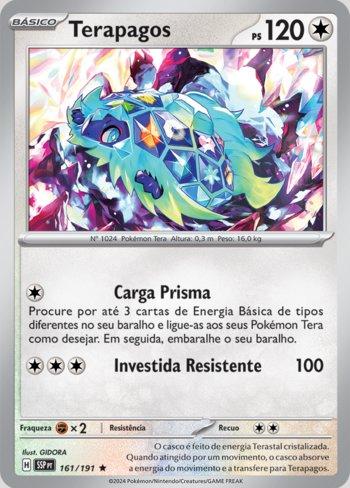 BÁSICO
Terapagos
PS 120
Nº 1024 Pokémon Tera Altura: 0,3 m Peso: 16,0 kg
Carga Prisma
Procure por até 3 cartas de Energia Básica de tipos
diferentes no seu baralho e ligue-as aos seus Pokémon Tera
como desejar. Em seguida, embaralhe o seu baralho.
Investida Resistente 100
Fraqueza × 2 Resistência Recuo
Ilust. GIDORA
H SSP PT 161/191 ★
O casco é feito de energia Terastal cristalizada.
Quando atingido por um movimento, o casco absorve
a energia do movimento e a transfere para Terapagos.
©2024 Pokémon/Nintendo/Creatures/GAME FREAK